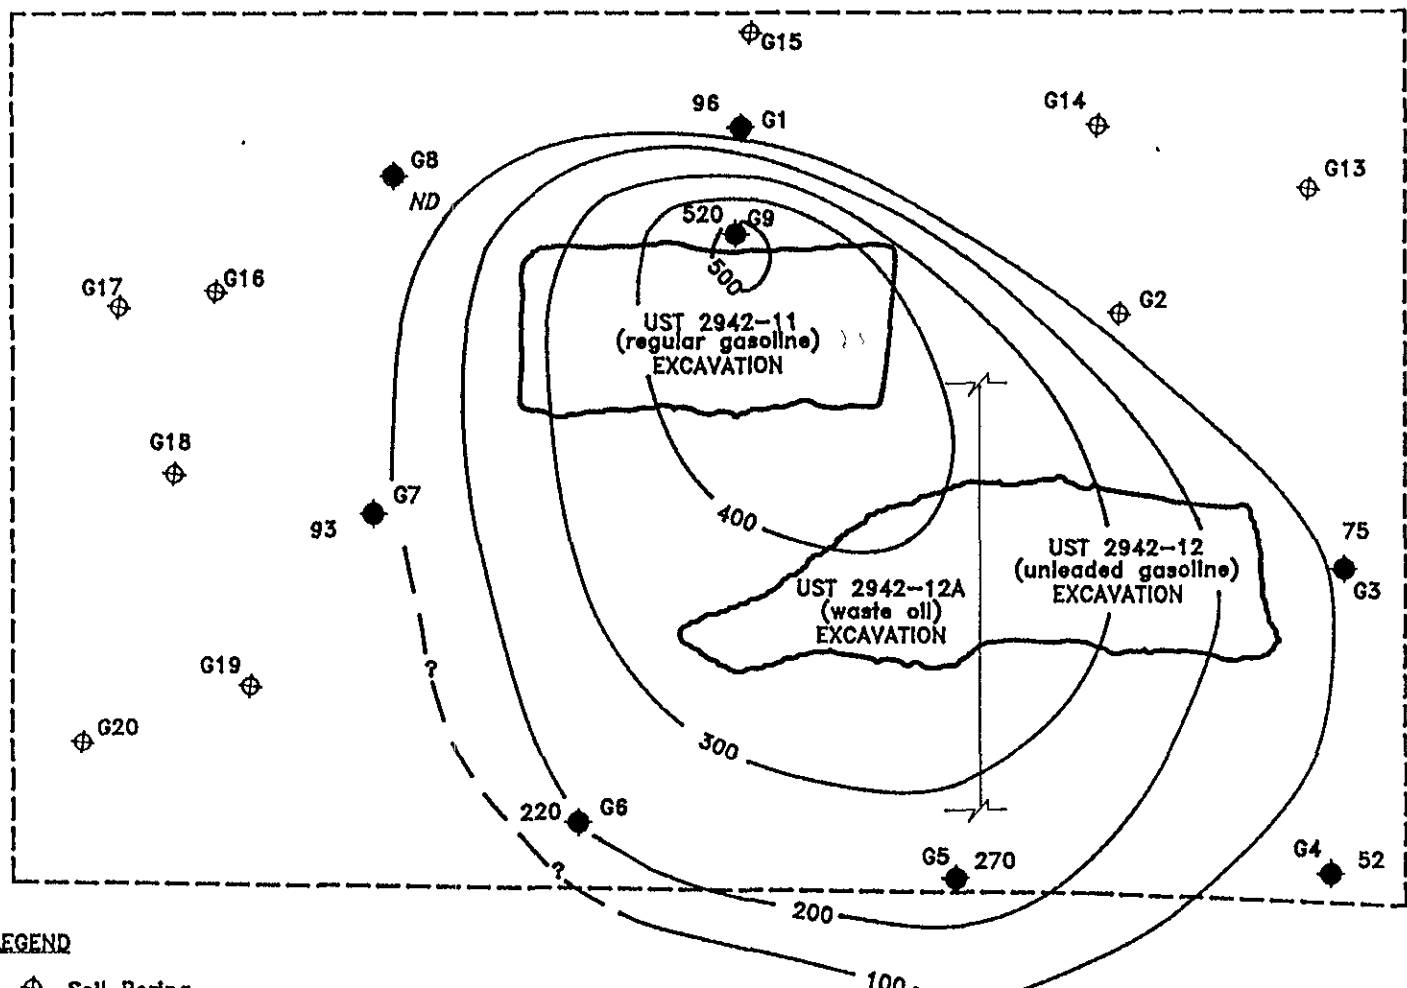 G15
96 G1
G14
G8
ND
G13
520 G9
500
G17
G16
G2
UST 2942-11
(regular gasoline)
EXCAVATION
G18
G7
93
400
75
G3
UST 2942-12
(unleaded gasoline)
EXCAVATION
UST 2942-12A
(waste oil)
EXCAVATION
G19
?
G20
300
220 G6
G5 270
G4 52
?
200
EGEND
100
Soil Boring